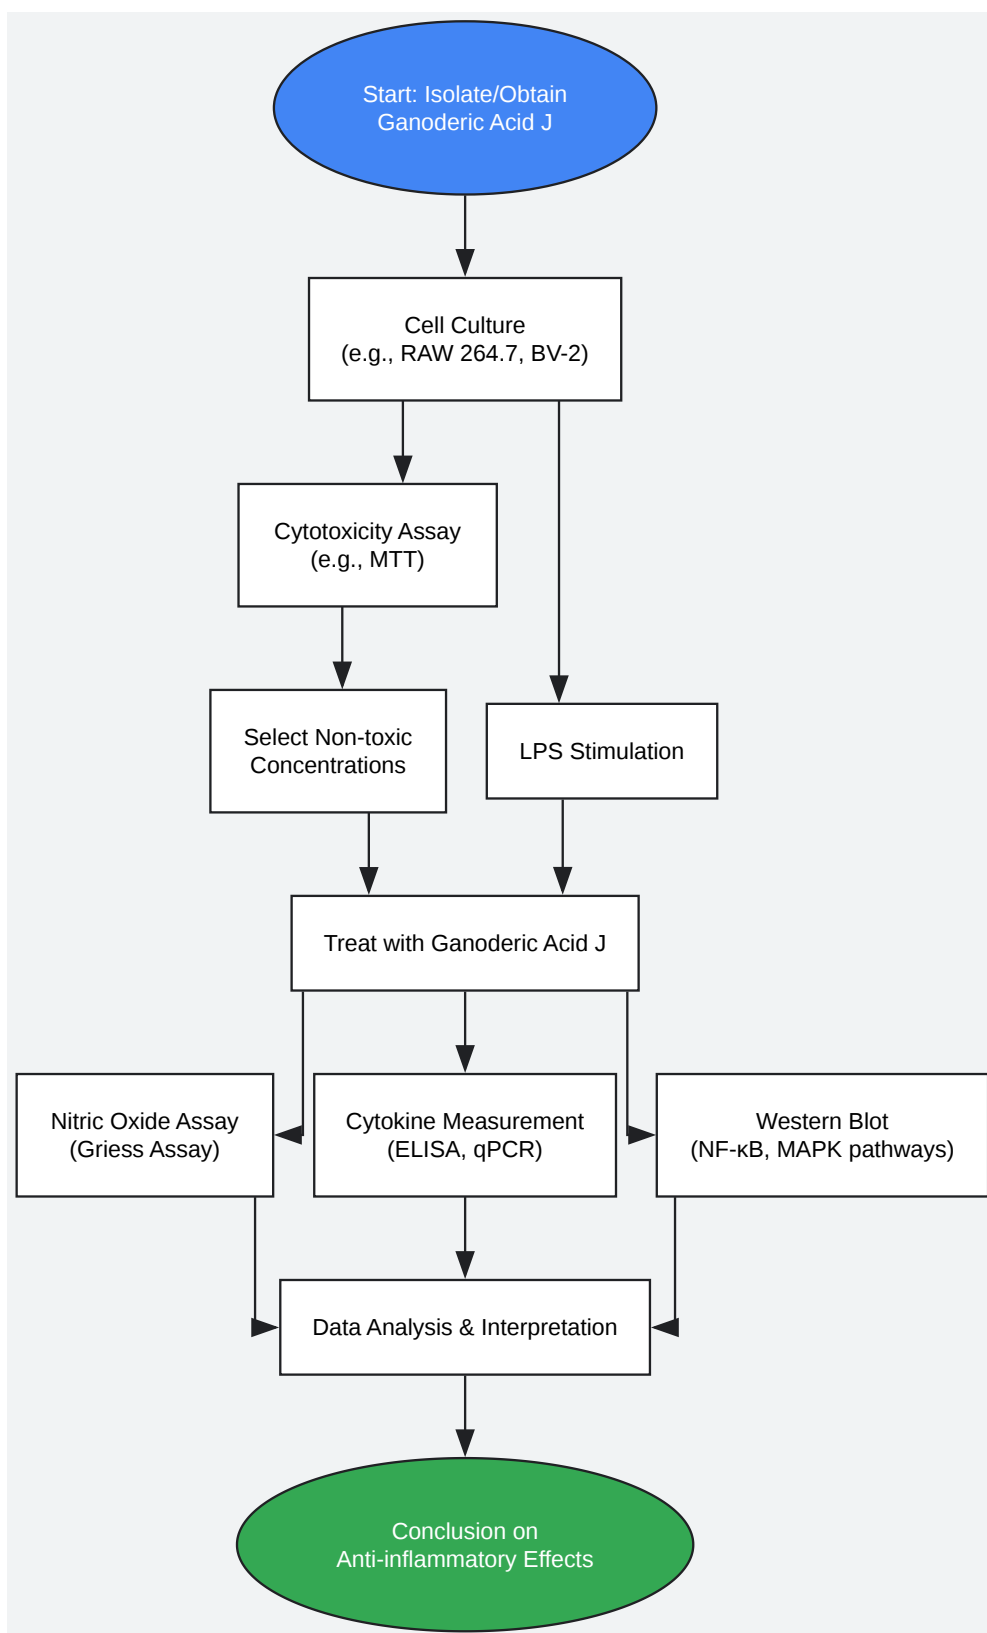 Start: Isolate/Obtain
Ganoderic Acid J
Cell Culture
(e.g., RAW 264.7, BV-2)
Cytotoxicity Assay
(e.g., MTT)
Select Non-toxic
Concentrations
LPS Stimulation
Treat with Ganoderic Acid J
Nitric Oxide Assay
(Griess Assay)
Cytokine Measurement
(ELISA, qPCR)
Western Blot
(NF-κB, MAPK pathways)
Data Analysis & Interpretation
Conclusion on
Anti-inflammatory Effects